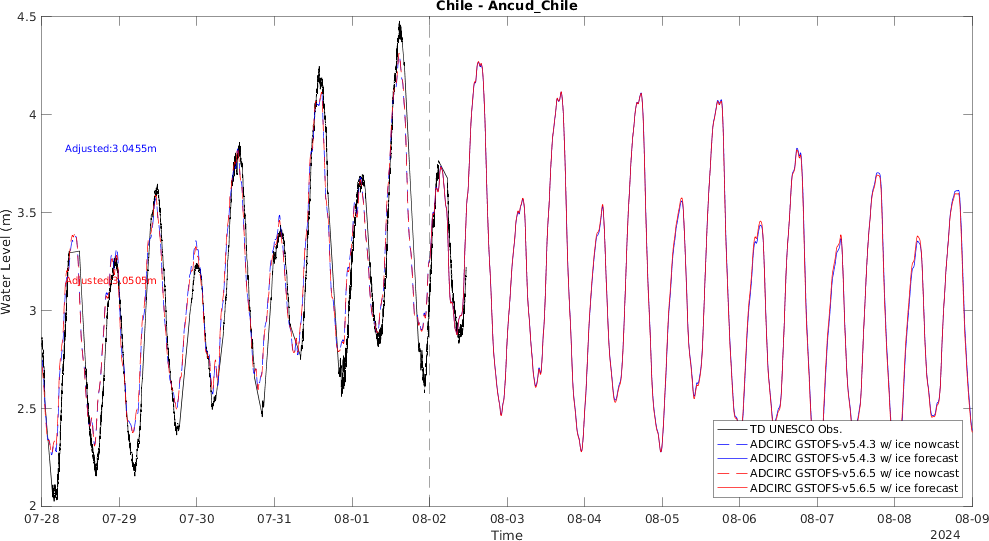 Chile - Ancud_Chile
4.5
4
3.5
3
2.5
2
Water Level (m)
Adjusted:3.0455m
Adjusted:3.0505m
TD UNESCO Obs.
ADCIRC GSTOFS-v5.4.3 w/ ice nowcast
ADCIRC GSTOFS-v5.4.3 w/ ice forecast
ADCIRC GSTOFS-v5.6.5 w/ ice nowcast
ADCIRC GSTOFS-v5.6.5 w/ ice forecast
07-28 07-29 07-30 07-31 08-01 08-02 08-03 08-04 08-05 08-06 08-07 08-08 08-09
Time
2024